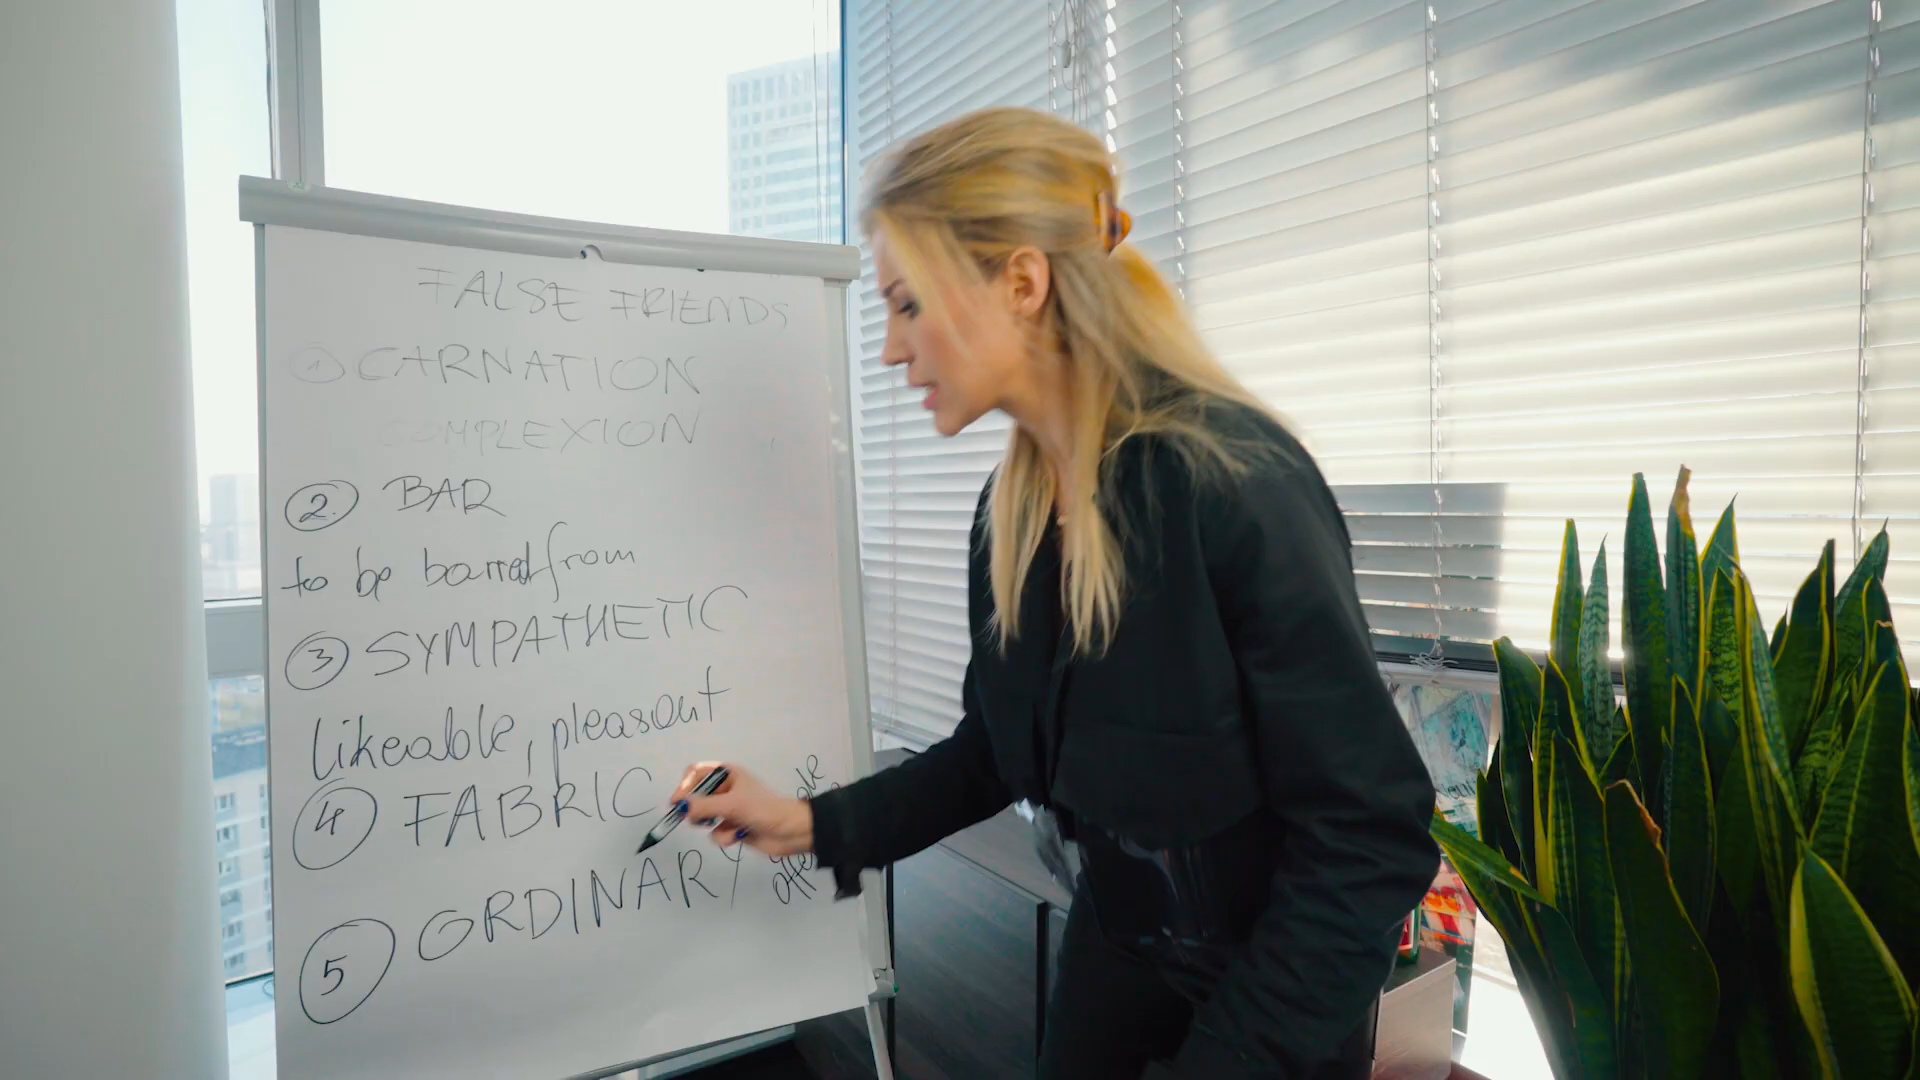 FALSE FRIENDS
1 CARNATION
COMPLEXION
2. BAR
to be barred from
3 SYMPATHETIC
likeable, pleasant
4 FABRIC
5 ORDINARY